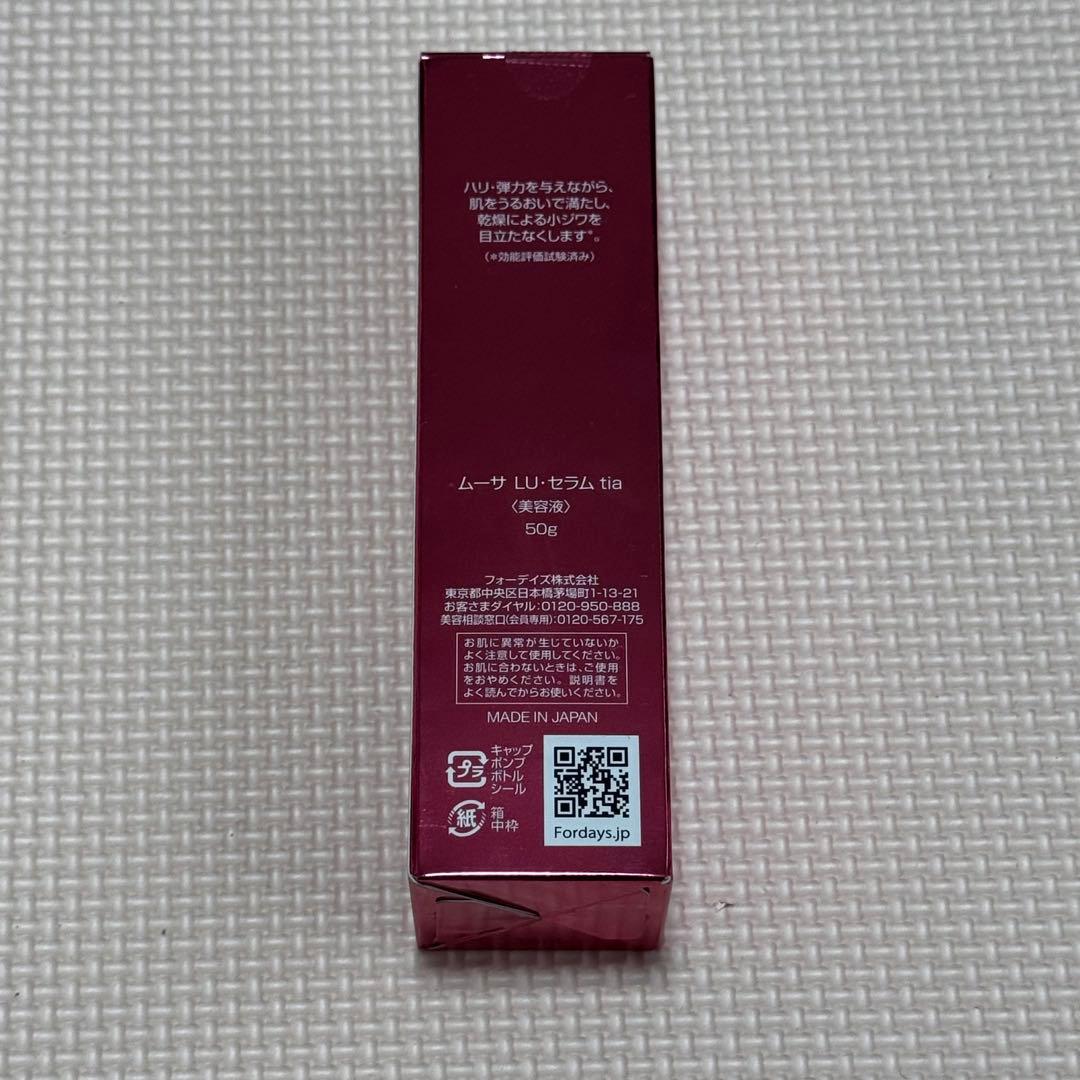 ハリ・弾力を与えながら、
肌をうるおいで満たし、
乾燥による小ジワを
目立たなくします*。
(*効能評価試験済み)
ムーサ LU・セラム tia
〈美容液〉
50g
フォーデイズ株式会社
東京都中央区日本橋茅場町1-13-21
お客さまダイヤル:0120-950-888
美容相談窓口(会員専用):0120-567-175
お肌に異常が生じていないか
よく注意して使用してください。
お肌に合わないときは、ご使用
をおやめください。説明書を
よく読んでからお使いください。
MADE IN JAPAN
プラ
キャップ
ポンプ
ボトル
シール
紙
箱
中枠
Fordays.jp